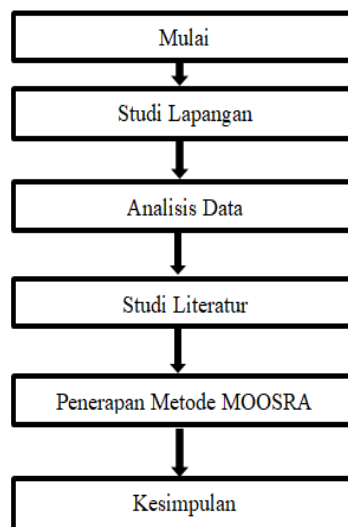 Mulai
Studi Lapangan
Analisis Data
Studi Literatur
Penerapan Metode MOOSRA
Kesimpulan